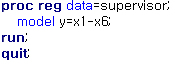 proc reg data=supervisor;
model y=x1-x6;
run;
quit;